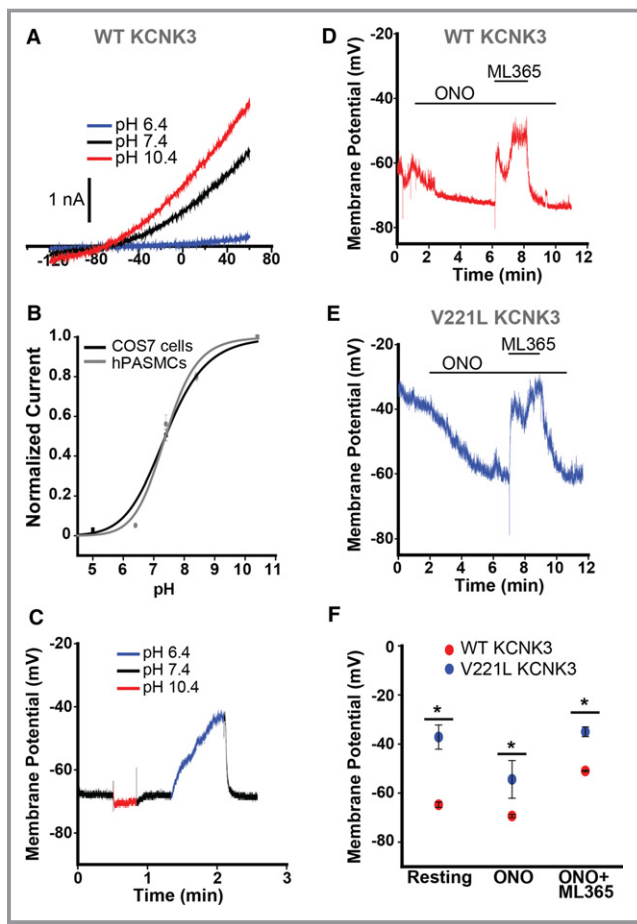 A
WT KCNK3
pH 6.4
pH 7.4
pH 10.4
1 nA
-120 -80 -40 0 40 80
B
Normalized Current
1.0
0.8
0.6
0.4
0.2
0
COS7 cells
hPASMCs
5 6 7 8 9 10 11
pH
C
Membrane Potential (mV)
-20
-40
-60
-80
pH 6.4
pH 7.4
pH 10.4
0 1 2 3
Time (min)
D
WT KCNK3
Membrane Potential (mV)
-20
-40
-60
-80
ML365
ONO
0 2 4 6 8 10 12
Time (min)
E
V221L KCNK3
Membrane Potential (mV)
-20
-40
-60
-80
ML365
ONO
0 2 4 6 8 10 12
Time (min)
F
Membrane Potential (mV)
0
-20
-40
-60
-80
WT KCNK3
V221L KCNK3
* * *
Resting ONO ONO+
ML365